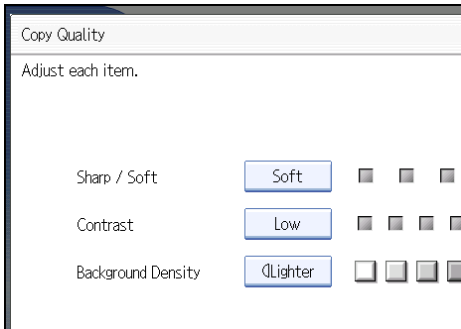 Copy Quality
Adjust each item.
Sharp / Soft Soft
Contrast Low
Background Density Lighter